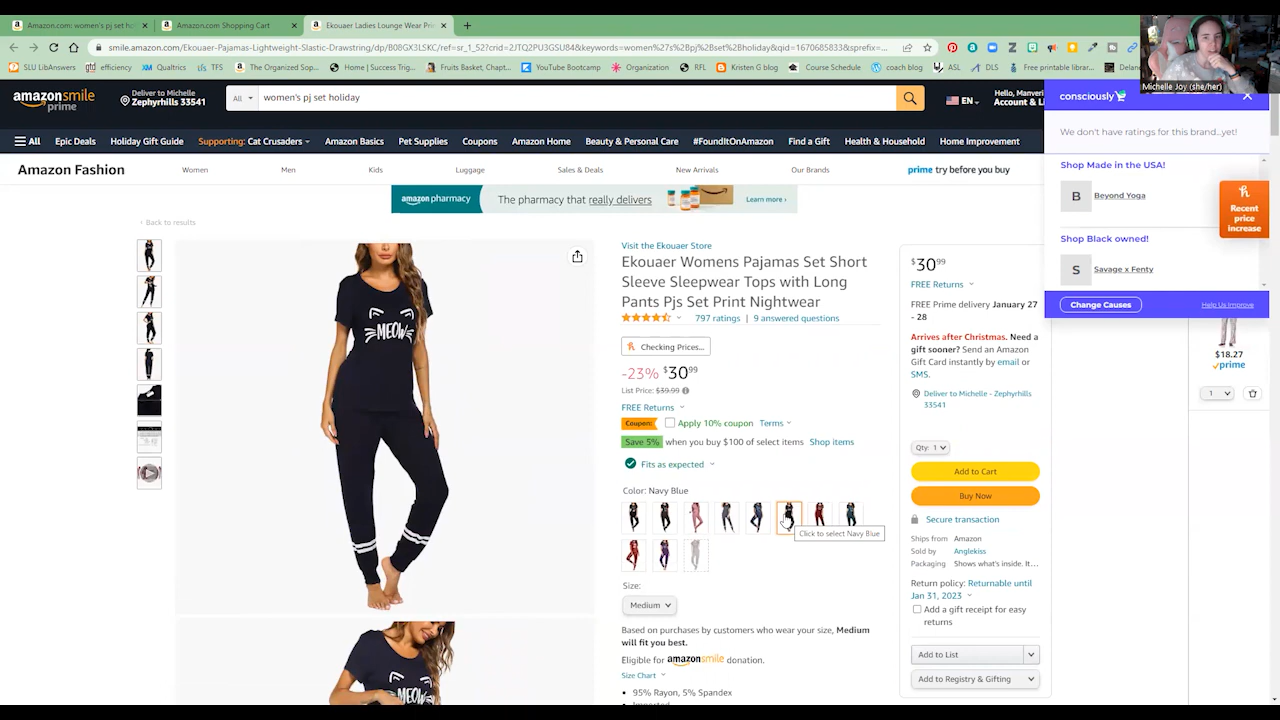 Amazon.com: women's pj set hol
Amazon.com Shopping Cart
Ekouaer Ladies Lounge Wear Pri
smile.amazon.com/Ekouaer-Pajamas-Lightweight-Slastic-Drawstring/dp/B08GX3LSKC/ref=sr_1_52?crid=2JTQ2PU3GSU84&keywords=women%27s%2Bpj%2Bset%2Bholiday&qid=1670685833&sprefix=...
SLU LibAnswers
gtd
efficiency
Qualtrics
TFS
The Organized Sop...
Home | Success Trig...
Fruits Basket, Chapt...
YouTube Bootcamp
Organization
RFL
Kristen G blog
Course Schedule
coach blog
ASL
DLS
Free printable librar...
Michelle Joy (she/her)
amazonsmile
prime
Deliver to Michelle
Zephyrhills 33541
All
women's pj set holiday
EN
Hello, Manveri
Account & Li
consciously
All
Epic Deals
Holiday Gift Guide
Supporting: Cat Crusaders
Amazon Basics
Pet Supplies
Coupons
Amazon Home
Beauty & Personal Care
#FoundItOnAmazon
Find a Gift
Health & Household
Home Improvement
We don't have ratings for this brand...yet!
Amazon Fashion
Women
Men
Kids
Luggage
Sales & Deals
New Arrivals
Our Brands
prime try before you buy
Shop Made in the USA!
B
Beyond Yoga
Shop Black owned!
S
Savage x Fenty
Change Causes
Help Us Improve
h
Recent
price
increase
amazon pharmacy
The pharmacy that really delivers
Learn more ›
‹ Back to results
MEOW
MEOW
Visit the Ekouaer Store
Ekouaer Womens Pajamas Set Short
Sleeve Sleepwear Tops with Long
Pants Pjs Set Print Nightwear
797 ratings | 9 answered questions
Checking Prices...
-23% $30 99
List Price: $39.99
FREE Returns
Coupon: Apply 10% coupon Terms
Save 5% when you buy $100 of select items Shop items
Fits as expected
Color: Navy Blue
Click to select Navy Blue
Size:
Medium
Based on purchases by customers who wear your size, Medium
will fit you best.
Eligible for amazonsmile donation.
Size Chart
• 95% Rayon, 5% Spandex
$30 99
FREE Returns
FREE Prime delivery January 27
- 28
Arrives after Christmas. Need a
gift sooner? Send an Amazon
Gift Card instantly by email or
SMS.
Deliver to Michelle - Zephyrhills
33541
Qty: 1
Add to Cart
Buy Now
Secure transaction
Ships from Amazon
Sold by Anglekiss
Packaging Shows what's inside. It...
Return policy: Returnable until
Jan 31, 2023
Add a gift receipt for easy
returns
Add to List
Add to Registry & Gifting
$18.27
prime
1